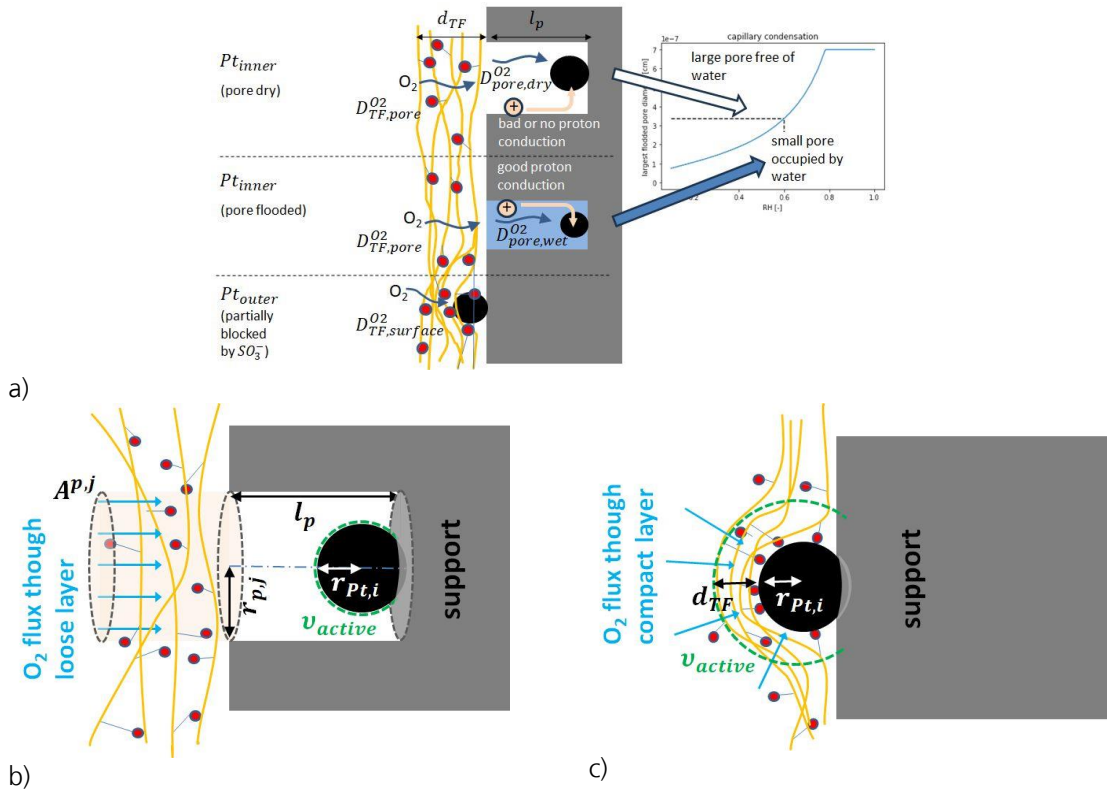 d_TF
l_p
Pt_inner
(pore dry)
O₂
D^O2_TF,pore
D^O2_pore,dry
+
bad or no proton
conduction
Pt_inner
(pore flooded)
good proton
conduction
+
O₂
D^O2_TF,pore
D^O2_pore,wet
Pt_outer
(partially
blocked
by SO₃⁻)
O₂
D^O2_TF,surface
capillary condensation
1e−7
largest flooded pore diam
[cm]
7
6
5
4
3
2
1
0
large pore free of
water
small pore
occupied by
water
0.4
0.6
0.8
1.0
RH [-]
a)
A^p,j
O₂ flux though
loose layer
l_p
r_p,j
r_Pt,i
υ_active
support
b)
O₂ flux though
compact layer
d_TF
r_Pt,i
υ_active
support
c)